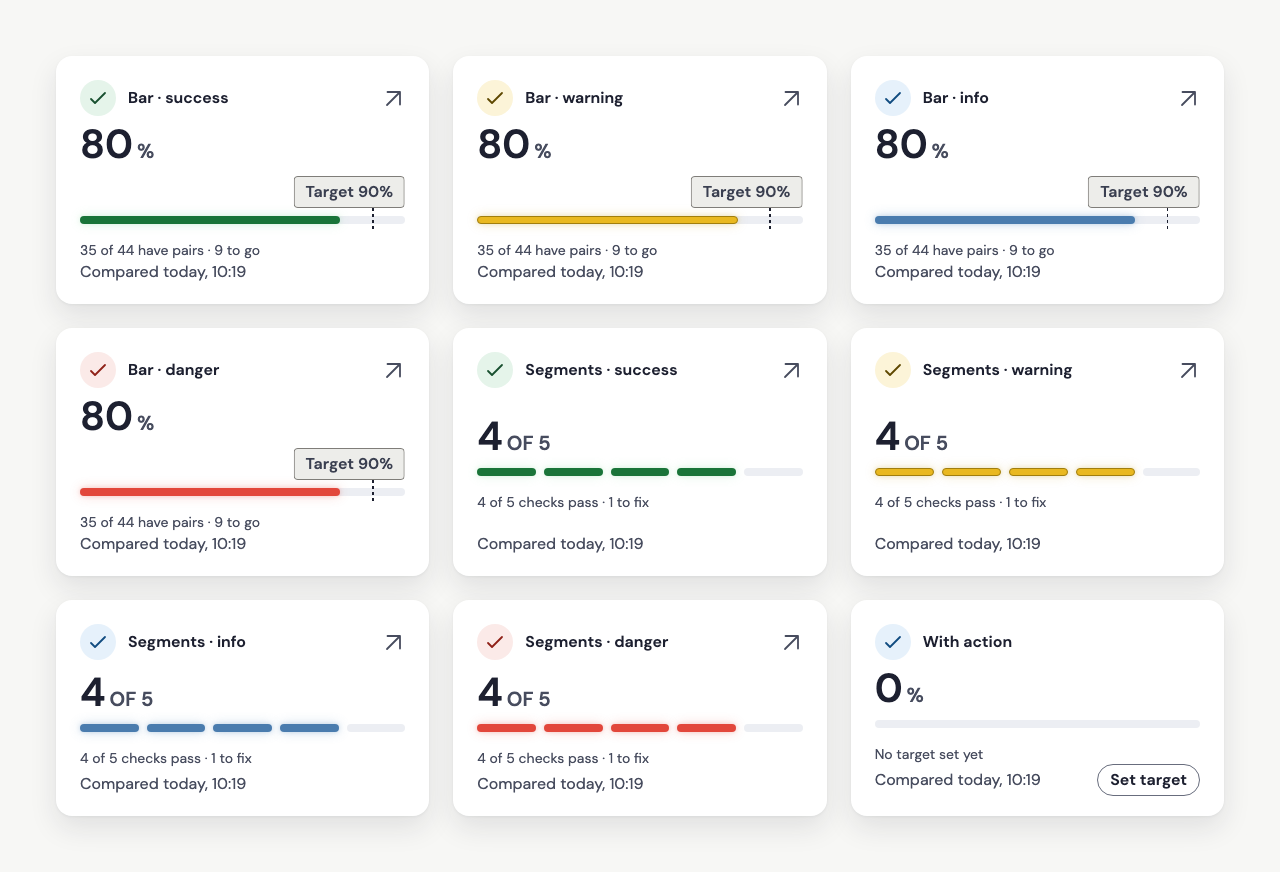 Bar · success
80 %
Target 90%
35 of 44 have pairs · 9 to go
Compared today, 10:19
Bar · warning
80 %
Target 90%
35 of 44 have pairs · 9 to go
Compared today, 10:19
Bar · info
80 %
Target 90%
35 of 44 have pairs · 9 to go
Compared today, 10:19
Bar · danger
80 %
Target 90%
35 of 44 have pairs · 9 to go
Compared today, 10:19
Segments · success
4 OF 5
4 of 5 checks pass · 1 to fix
Compared today, 10:19
Segments · warning
4 OF 5
4 of 5 checks pass · 1 to fix
Compared today, 10:19
Segments · info
4 OF 5
4 of 5 checks pass · 1 to fix
Compared today, 10:19
Segments · danger
4 OF 5
4 of 5 checks pass · 1 to fix
Compared today, 10:19
With action
0 %
No target set yet
Compared today, 10:19
Set target